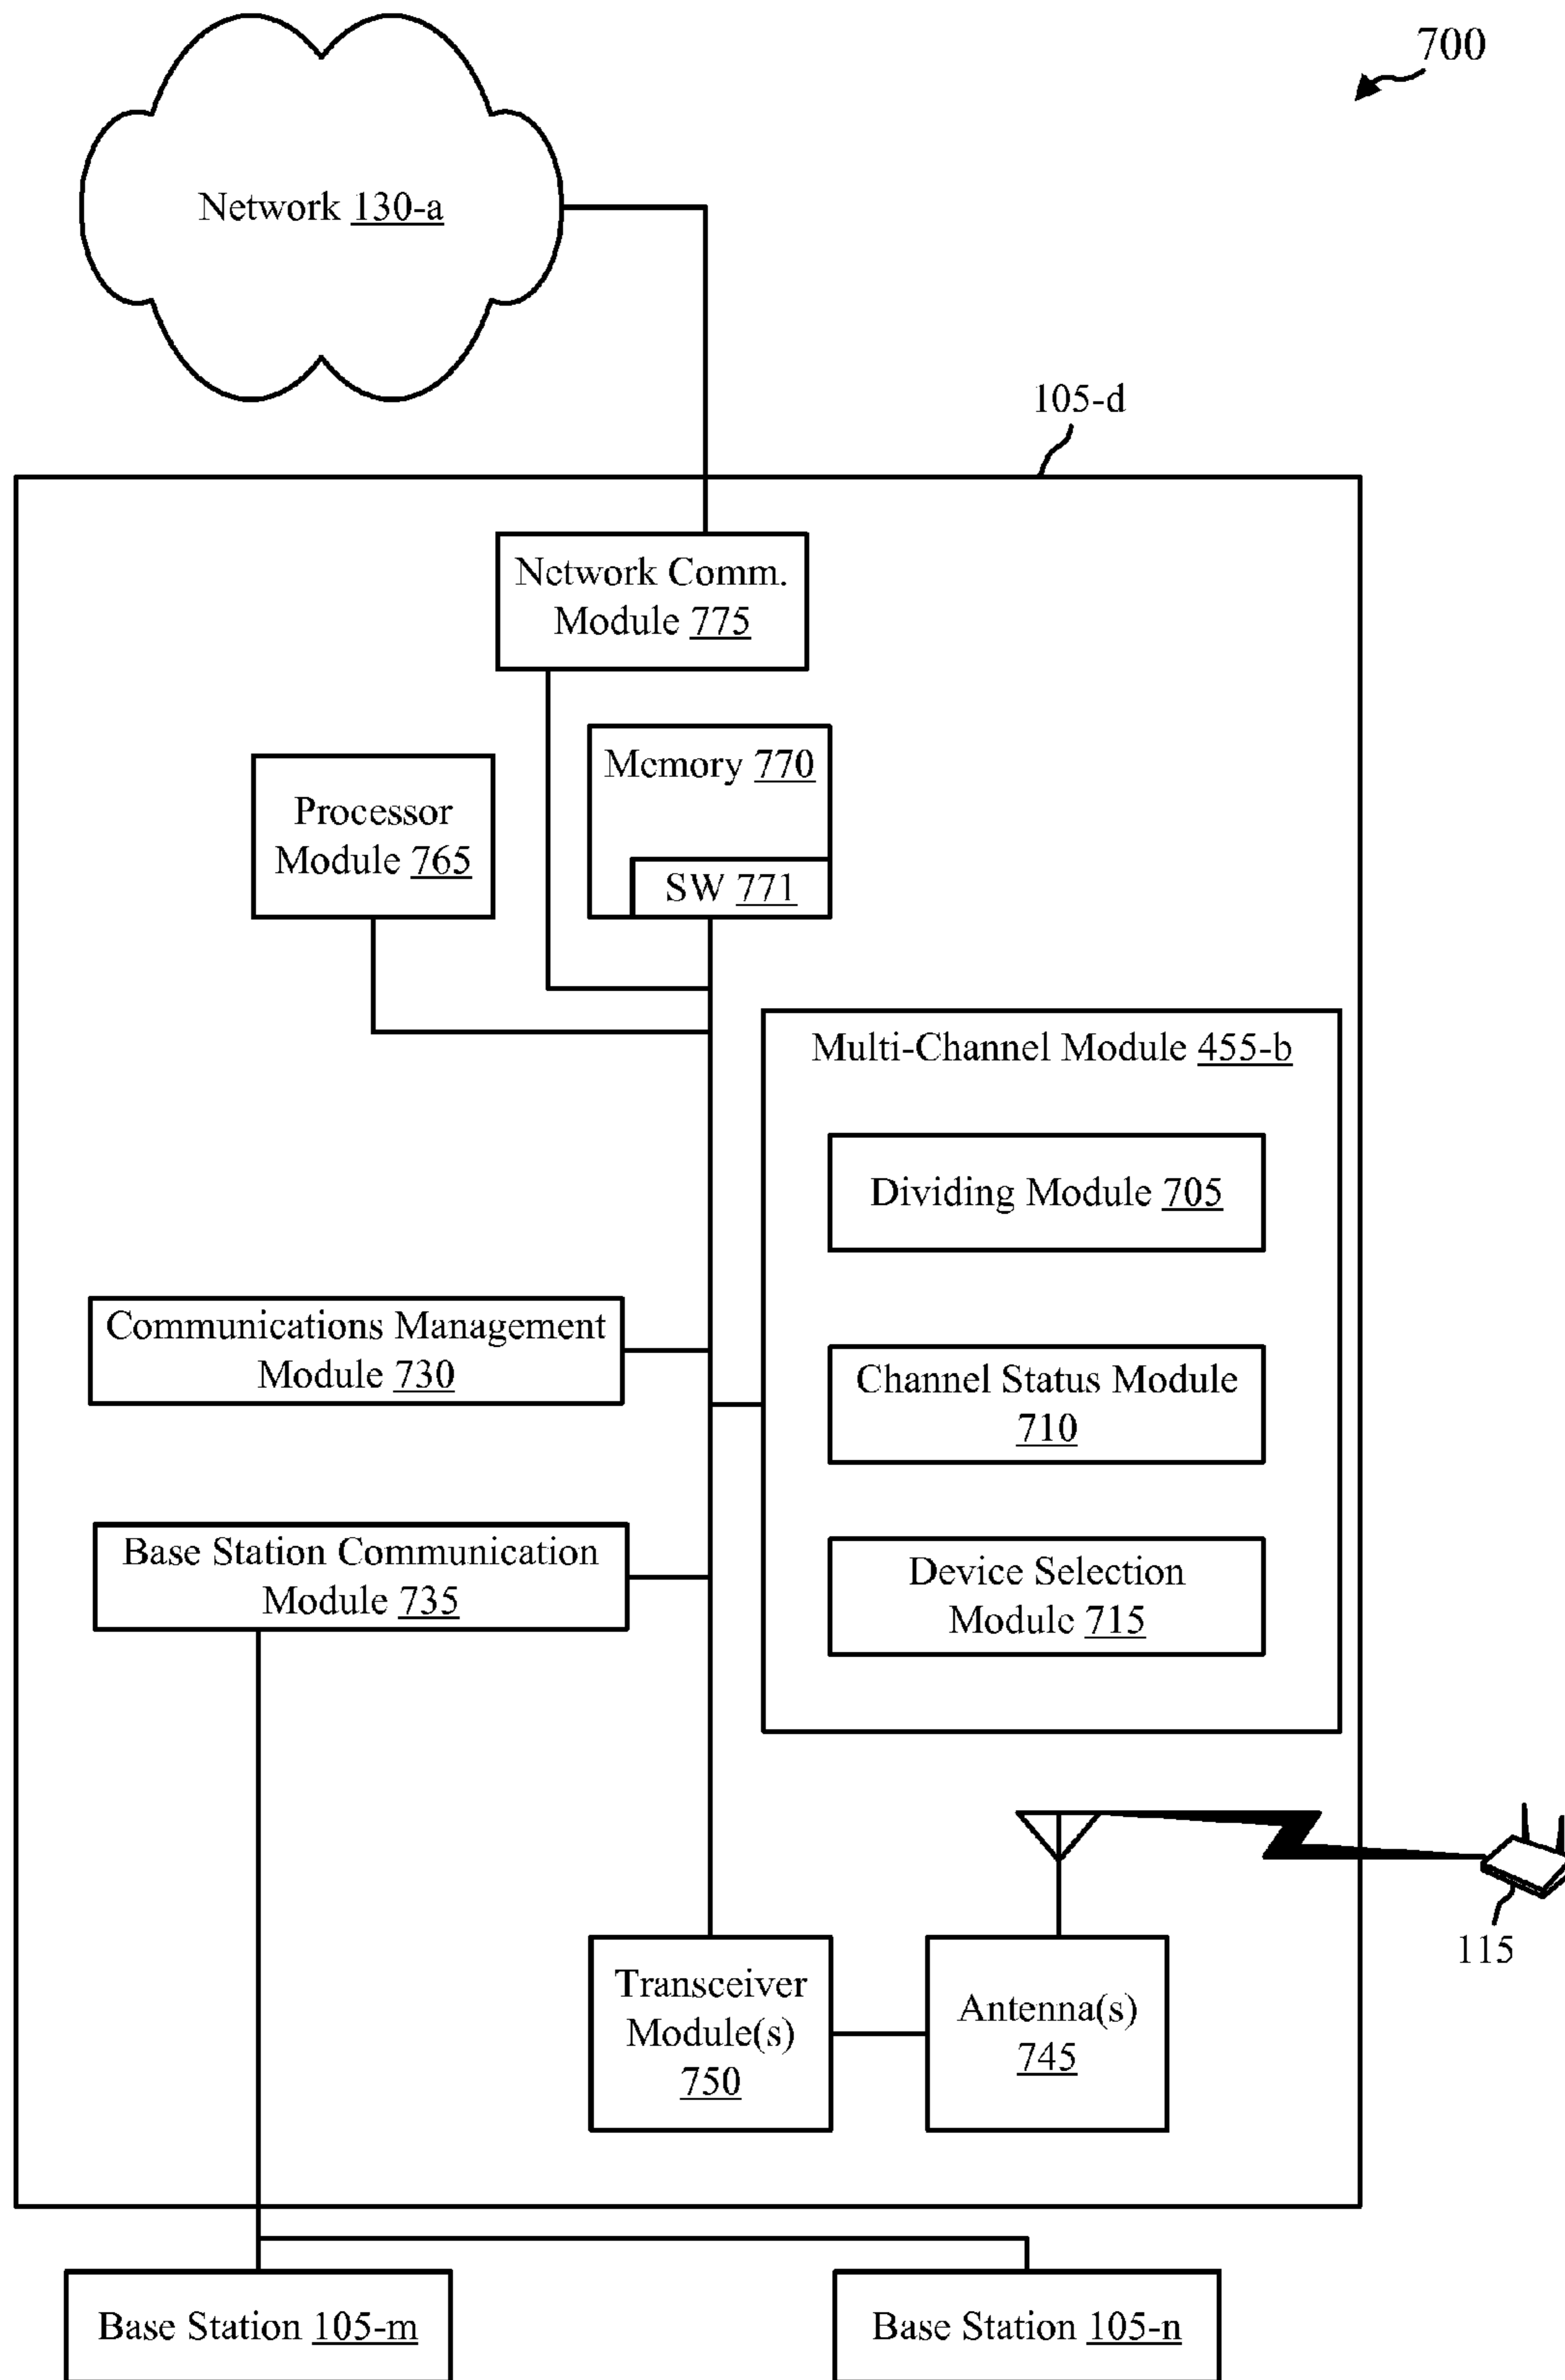 700
Network 130-a
105-d
Network Comm.
Module 775
Memory 770
SW 771
Processor
Module 765
Multi-Channel Module 455-b
Dividing Module 705
Communications Management
Module 730
Channel Status Module
710
Base Station Communication
Module 735
Device Selection
Module 715
115
Transceiver
Module(s)
750
Antenna(s)
745
Base Station 105-m
Base Station 105-n